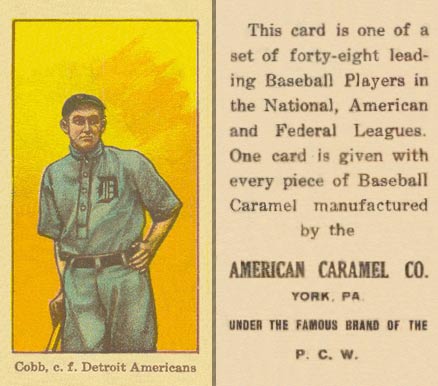 D
Cobb, c. f. Detroit Americans
This card is one of a
set of forty-eight lead-
ing Baseball Players in
the National, American
and Federal Leagues.
One card is given with
every piece of Baseball
Caramel manufactured
by the
AMERICAN CARAMEL CO.
YORK, PA.
UNDER THE FAMOUS BRAND OF THE
P. C. W.